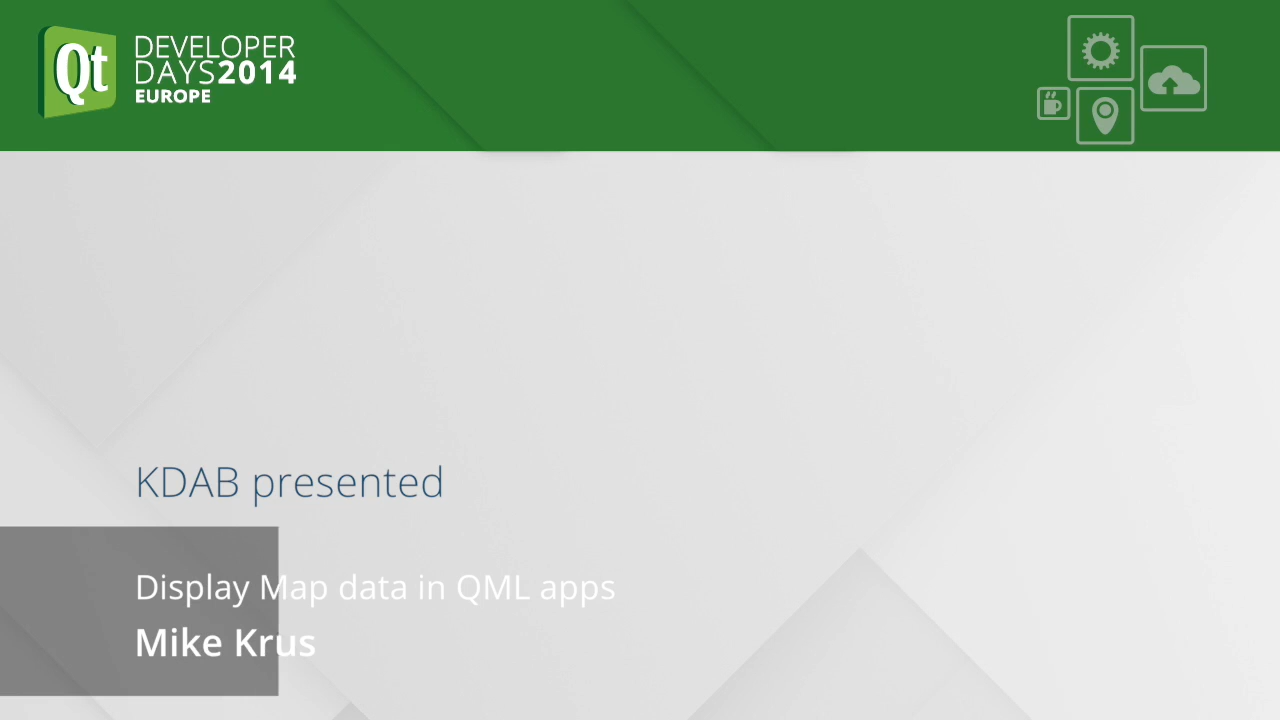 Qt
DEVELOPER
DAYS2014
EUROPE
KDAB presented
Display Map data in QML apps
Mike Krus